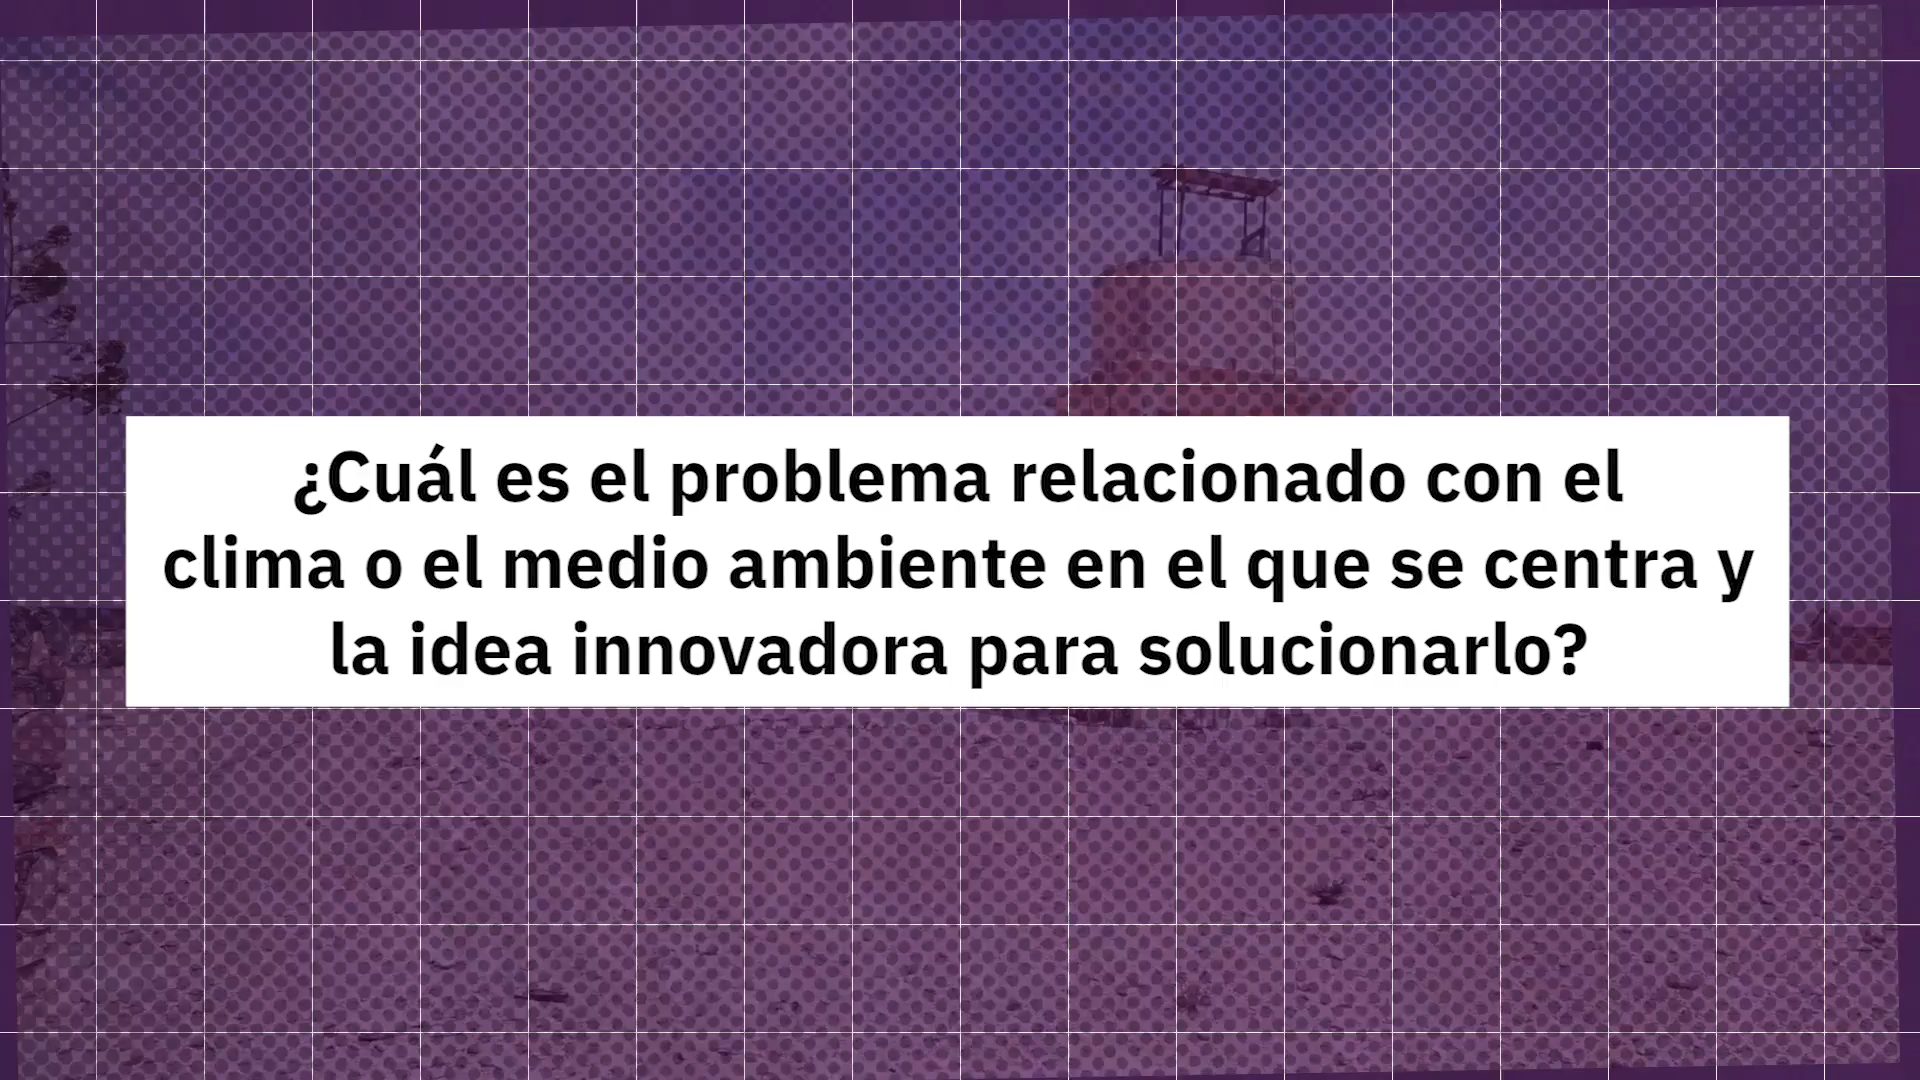 ¿Cuál es el problema relacionado con el
clima o el medio ambiente en el que se centra y
la idea innovadora para solucionarlo?